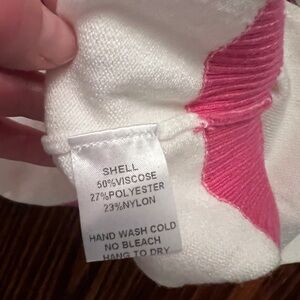 SHELL
50%VISCOSE
27%POLYESTER
23%NYLON
HAND WASH COLD
NO BLEACH
HANG TO DRY